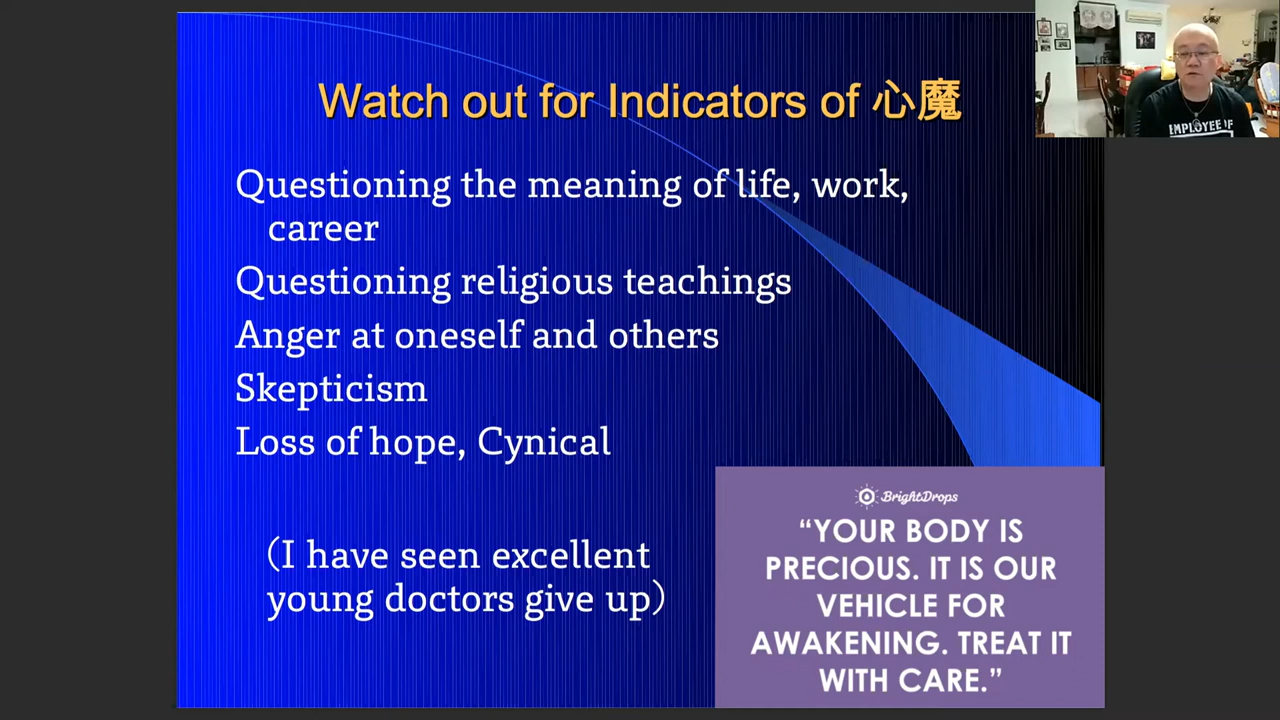 Watch out for Indicators of 心魔
Questioning the meaning of life, work,
career
Questioning religious teachings
Anger at oneself and others
Skepticism
Loss of hope, Cynical
(I have seen excellent
young doctors give up)
BrightDrops
“YOUR BODY IS
PRECIOUS. IT IS OUR
VEHICLE FOR
AWAKENING. TREAT IT
WITH CARE.”
EMPLOYEE OF